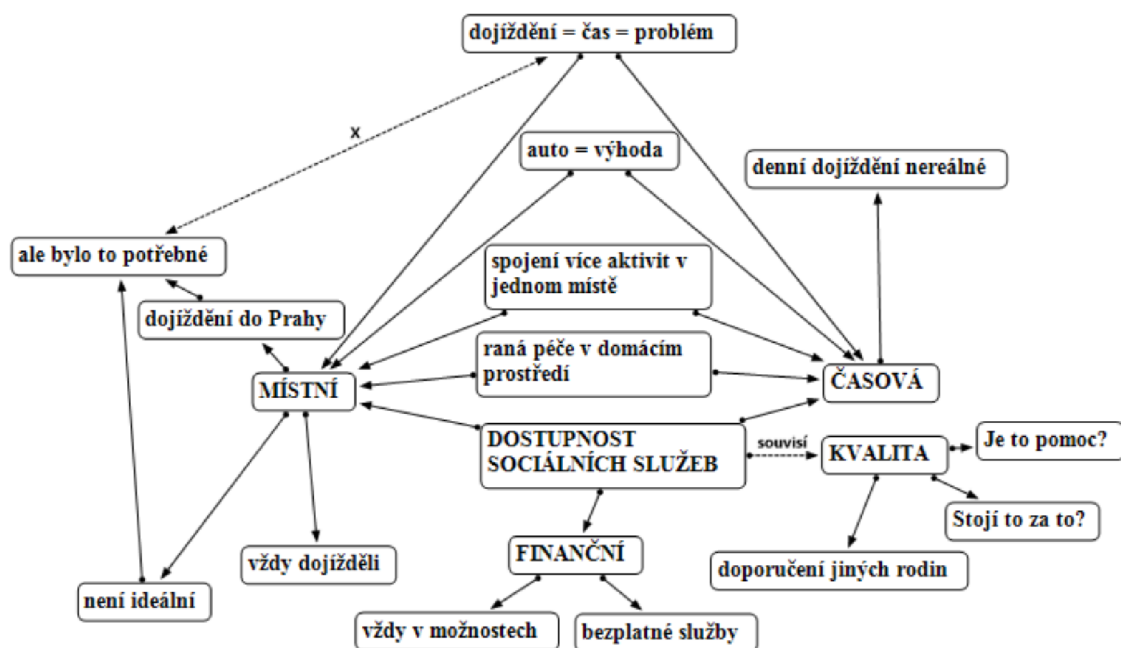 dojíždění = čas = problém
x
auto = výhoda
denní dojíždění nereálné
ale bylo to potřebné
spojení více aktivit v
jednom místě
dojíždění do Prahy
raná péče v domácím
prostředí
MÍSTNÍ
ČASOVÁ
DOSTUPNOST
SOCIÁLNÍCH SLUŽEB
souvisí
KVALITA
Je to pomoc?
Stojí to za to?
FINANČNÍ
vždy dojížděli
doporučení jiných rodin
není ideální
vždy v možnostech
bezplatné služby